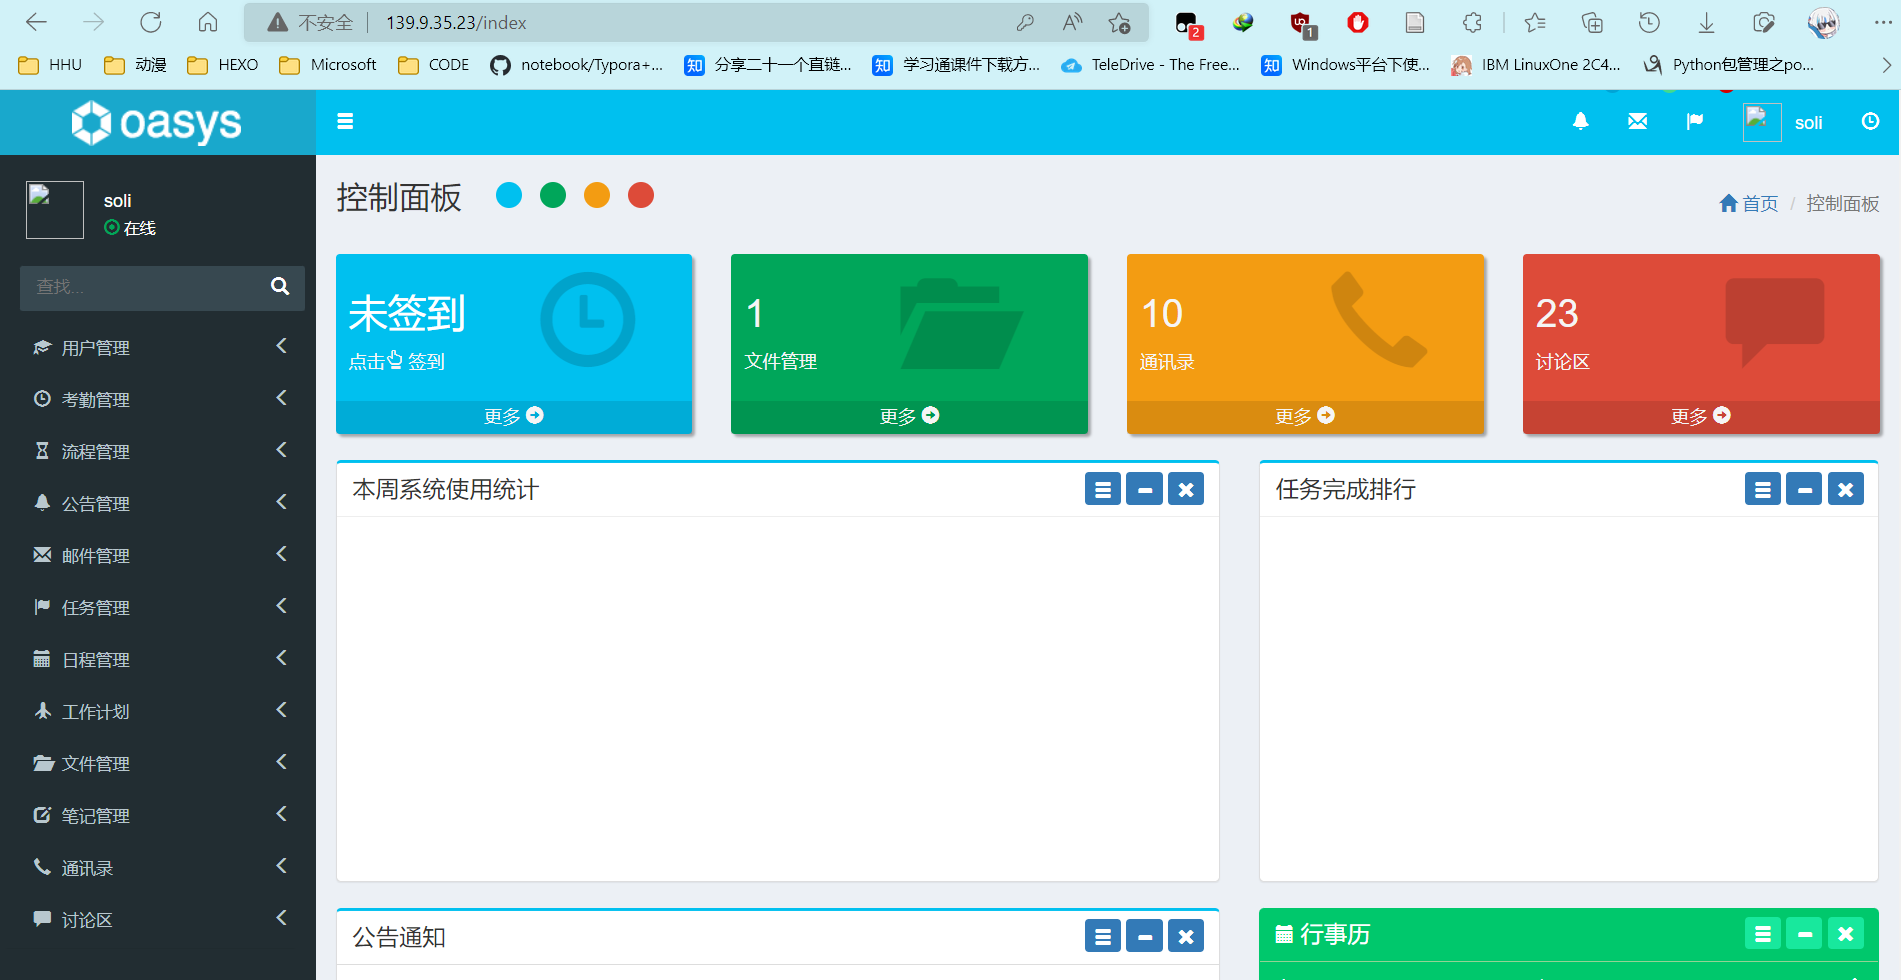 不安全 139.9.35.23/index
2
1
HHU 动漫 HEXO Microsoft CODE notebook/Typora+... 知 分享二十一个直链... 知 学习通课件下载方... TeleDrive - The Free... 知 Windows平台下使... IBM LinuxOne 2C4... Python包管理之po...
oasys
soli
soli
在线
查找...
用户管理
考勤管理
流程管理
公告管理
邮件管理
任务管理
日程管理
工作计划
文件管理
笔记管理
通讯录
讨论区
控制面板
首页 / 控制面板
未签到
点击 签到
更多
1
文件管理
更多
10
通讯录
更多
23
讨论区
更多
本周系统使用统计
任务完成排行
公告通知
行事历